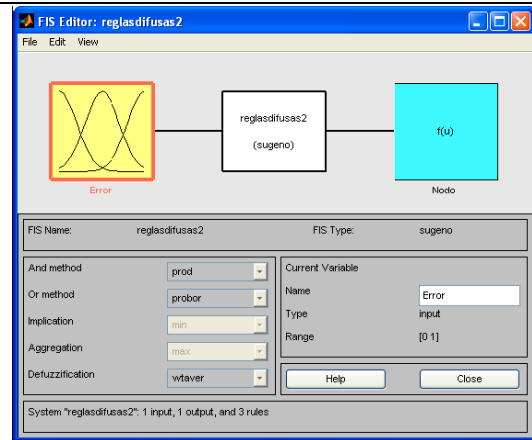 FIS Editor: reglasdifusas2
File Edit View
reglasdifusas2
(sugeno)
f(u)
Error
Nodo
FIS Name: reglasdifusas2 FIS Type: sugeno
And method prod
Or method probor
Implication min
Aggregation max
Defuzzification wtaver
Current Variable
Name Error
Type input
Range [0 1]
Help Close
System "reglasdifusas2": 1 input, 1 output, and 3 rules